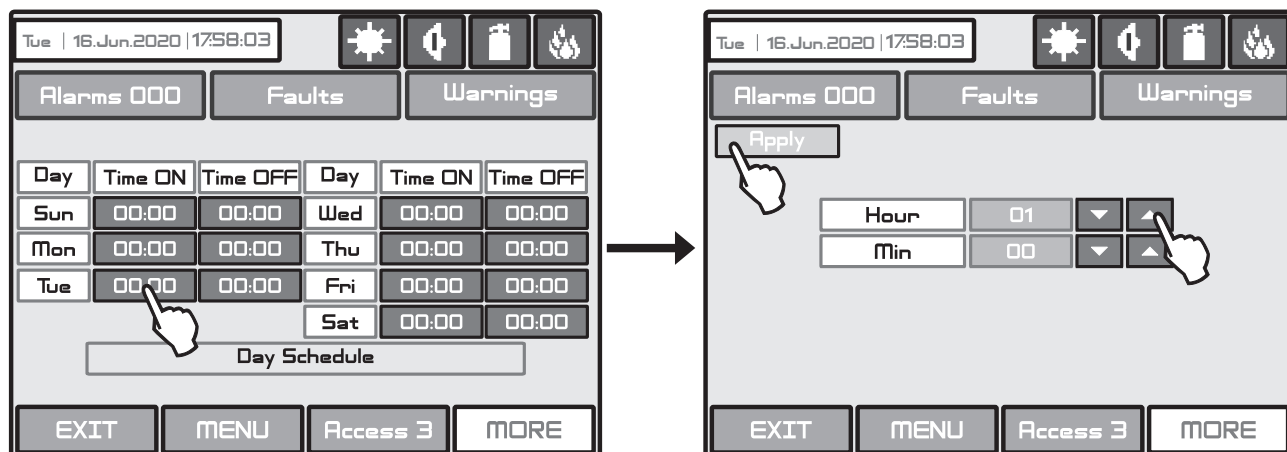 Tue | 16.Jun.2020 | 17:58:03
Alarms 000 Faults Warnings
Day Time ON Time OFF Day Time ON Time OFF
Sun 00:00 00:00 Wed 00:00 00:00
Mon 00:00 00:00 Thu 00:00 00:00
Tue 00:00 00:00 Fri 00:00 00:00
Sat 00:00 00:00
Day Schedule
EXIT MENU Access 3 MORE
Tue | 16.Jun.2020 | 17:58:03
Alarms 000 Faults Warnings
Apply
Hour 01
Min 00
EXIT MENU Access 3 MORE